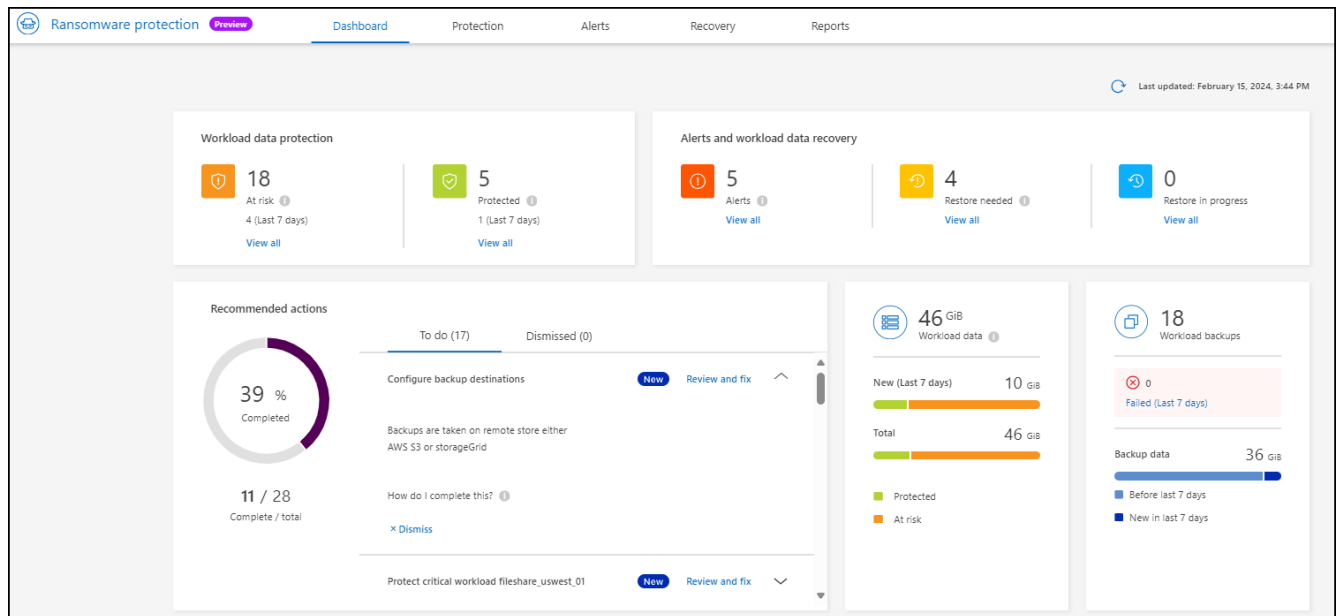 Ransomware protection Preview Dashboard Protection Alerts Recovery Reports
Last updated: February 15, 2024, 3:44 PM
Workload data protection
18
At risk
4 (Last 7 days)
View all
5
Protected
1 (Last 7 days)
View all
Alerts and workload data recovery
5
Alerts
View all
4
Restore needed
View all
0
Restore in progress
View all
Recommended actions
39 %
Completed
11 / 28
Complete / total
To do (17) Dismissed (0)
Configure backup destinations New Review and fix
Backups are taken on remote store either
AWS S3 or storageGrid
How do I complete this?
× Dismiss
Protect critical workload fileshare_uswest_01 New Review and fix
46 GiB
Workload data
New (Last 7 days) 10 GiB
Total 46 GiB
Protected
At risk
18
Workload backups
0
Failed (Last 7 days)
Backup data 36 GiB
Before last 7 days
New in last 7 days